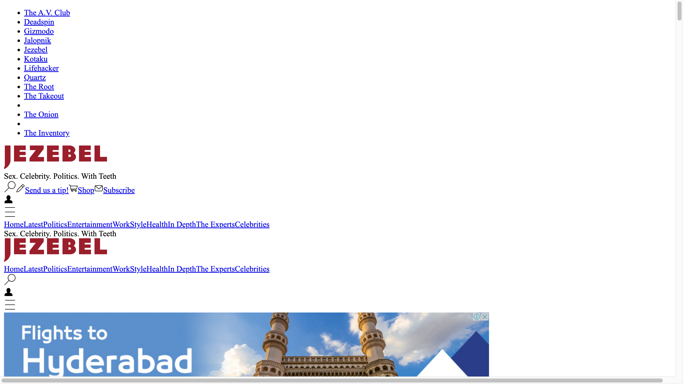 The A.V. Club
Deadspin
Gizmodo
Jalopnik
Jezebel
Kotaku
Lifehacker
Quartz
The Root
The Takeout
The Onion
The Inventory
JEZEBEL
Sex. Celebrity. Politics. With Teeth
Send us a tip!ShopSubscribe
HomeLatestPoliticsEntertainmentWorkStyleHealthIn DepthThe ExpertsCelebrities
Sex. Celebrity. Politics. With Teeth
JEZEBEL
HomeLatestPoliticsEntertainmentWorkStyleHealthIn DepthThe ExpertsCelebrities
Flights to
Hyderabad